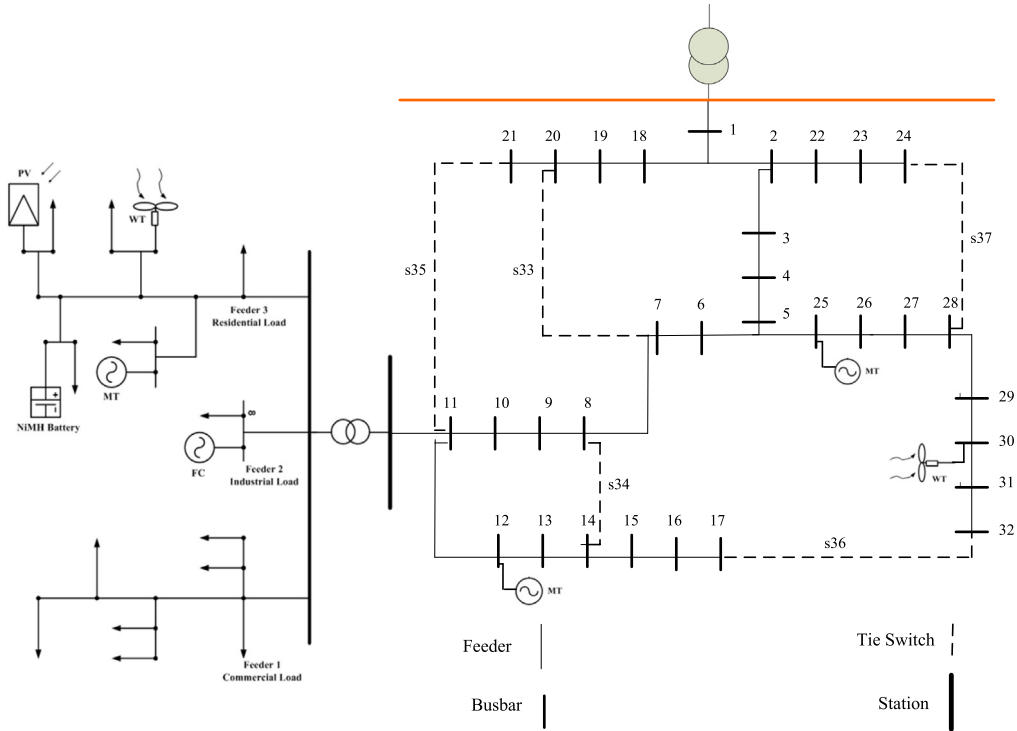 1
21
20
19
18
2
22
23
24
PV
WT
s35
s33
3
s37
4
Feeder 3
Residential Load
7
6
5
25
26
27
28
MT
MT
NiMH Battery
11
10
9
8
29
8
FC
Feeder 2
Industrial Load
30
WT
s34
31
12
13
14
15
16
17
32
s36
MT
Feeder
Tie Switch
Feeder 1
Commercial Load
Busbar
Station